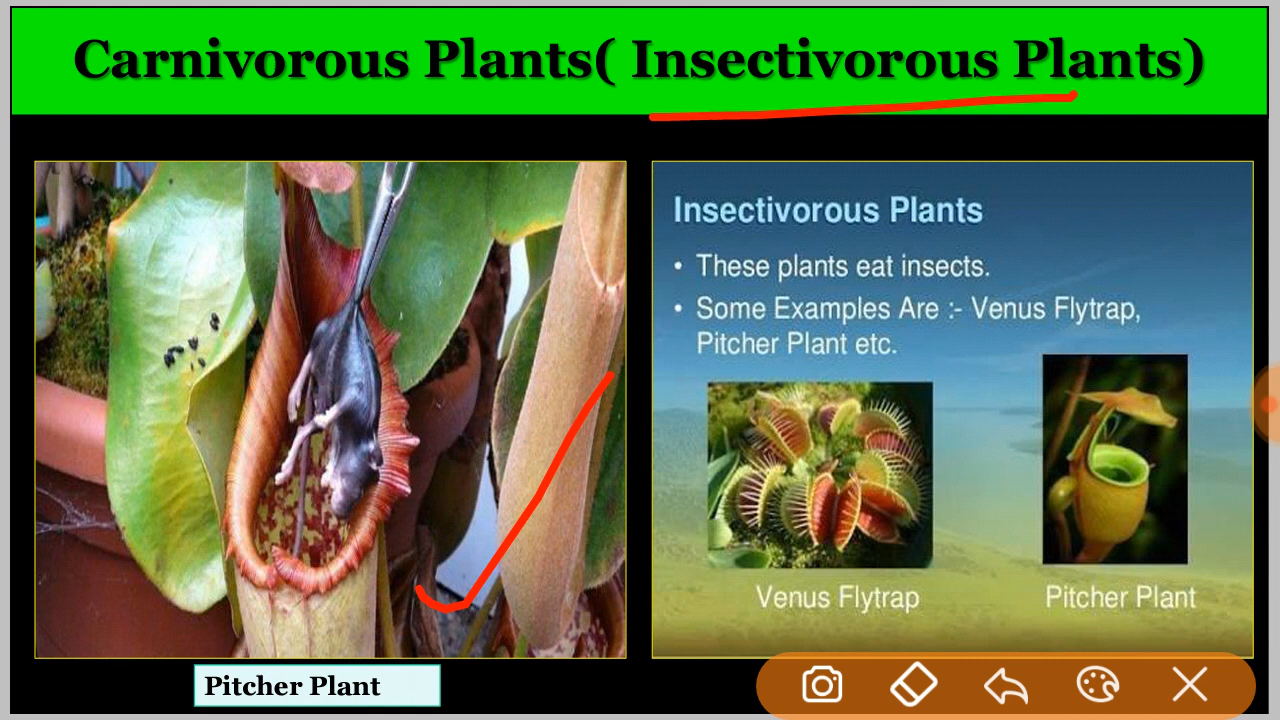 Carnivorous Plants( Insectivorous Plants)
Insectivorous Plants
• These plants eat insects.
• Some Examples Are :- Venus Flytrap,
Pitcher Plant etc.
Venus Flytrap
Pitcher Plant
Pitcher Plant